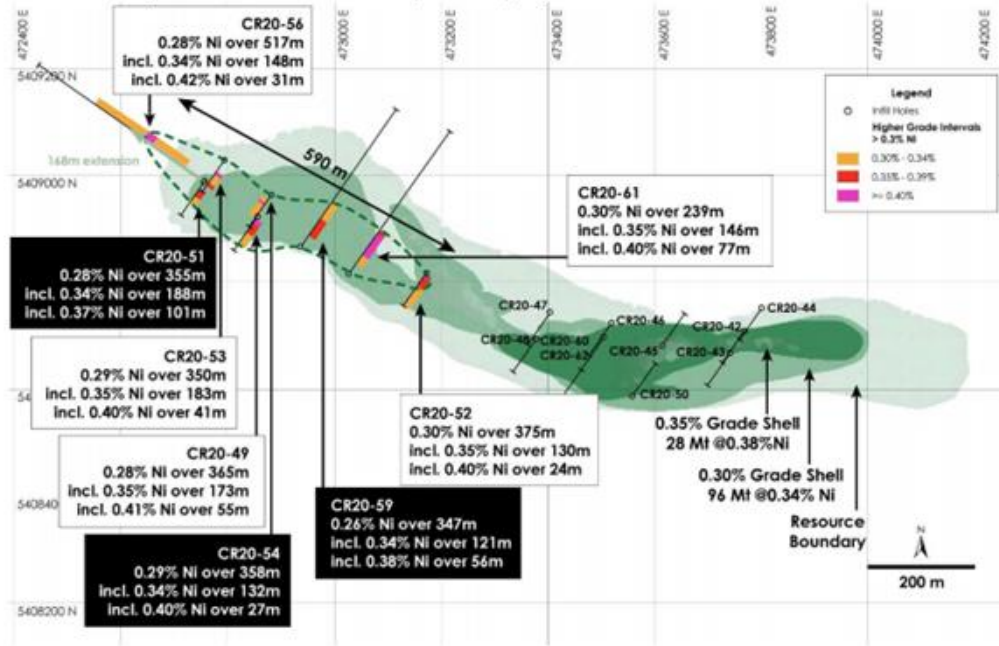 472400 E
473000 E
473200 E
473400 E
473600 E
473800 E
474000 E
474200 E
5409200 N
5409000 N
5408200 N
CR20-56
0.28% Ni over 517m
incl. 0.34% Ni over 148m
incl. 0.42% Ni over 31m
590 m
168m extension
Legend
Infill Holes
Higher Grade Intervals
> 0.3% Ni
0.30% - 0.34%
0.35% - 0.39%
>= 0.40%
CR20-61
0.30% Ni over 239m
incl. 0.35% Ni over 146m
incl. 0.40% Ni over 77m
CR20-51
0.28% Ni over 355m
incl. 0.34% Ni over 188m
incl. 0.37% Ni over 101m
CR20-47
CR20-46
CR20-44
CR20-42
CR20-48
CR20-60
CR20-62
CR20-45
CR20-43
CR20-50
CR20-53
0.29% Ni over 350m
incl. 0.35% Ni over 183m
incl. 0.40% Ni over 41m
CR20-52
0.30% Ni over 375m
incl. 0.35% Ni over 130m
incl. 0.40% Ni over 24m
0.35% Grade Shell
28 Mt @0.38%Ni
0.30% Grade Shell
96 Mt @0.34% Ni
Resource
Boundary
CR20-49
0.28% Ni over 365m
incl. 0.35% Ni over 173m
incl. 0.41% Ni over 55m
CR20-59
0.26% Ni over 347m
incl. 0.34% Ni over 121m
incl. 0.38% Ni over 56m
CR20-54
0.29% Ni over 358m
incl. 0.34% Ni over 132m
incl. 0.40% Ni over 27m
N
200 m